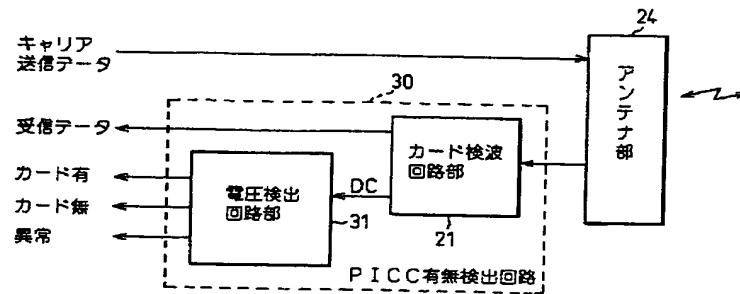 キャリア
送信データ
24
アンテナ部
30
受信データ
カード検波
回路部
カード有
カード無
異常
電圧検出
回路部
DC
31
21
PICC有無検出回路